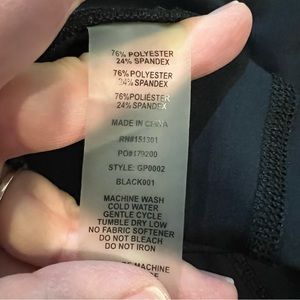 76% POLYESTER
24% SPANDEX
76% POLYESTER
24% SPANDEX
76%POLIÉSTER
24% SPANDEX
MADE IN CHINA
RN#151301
PO#179200
STYLE: GP0002
BLACK001
MACHINE WASH
COLD WATER
GENTLE CYCLE
TUMBLE DRY LOW
NO FABRIC SOFTENER
DO NOT BLEACH
DO NOT IRON
MACHINE